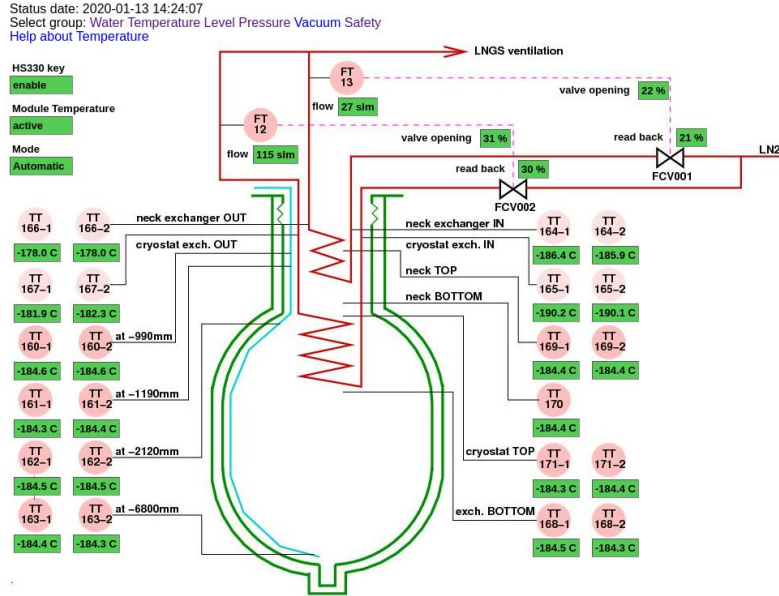 Status date: 2020-01-13 14:24:07
Select group: Water Temperature Level Pressure Vacuum Safety
Help about Temperature
LNGS ventilation
HS330 key
enable
Module Temperature
active
Mode
Automatic
FT
13
flow 27 slm
valve opening 22 %
FT
12
flow 115 slm
valve opening 31 %
read back 21 %
LN2
FCV001
read back 30 %
FCV002
TT
166-1
TT
166-2
neck exchanger OUT
-178.0 C
-178.0 C
cryostat exch. OUT
TT
167-1
TT
167-2
-181.9 C
-182.3 C
TT
160-1
TT
160-2
at -990mm
-184.6 C
-184.6 C
TT
161-1
TT
161-2
at -1190mm
-184.3 C
-184.4 C
TT
162-1
TT
162-2
at -2120mm
-184.5 C
-184.5 C
TT
163-1
TT
163-2
at -6800mm
-184.4 C
-184.3 C
neck exchanger IN
TT
164-1
TT
164-2
cryostat exch. IN
-186.4 C
-185.9 C
neck TOP
TT
165-1
TT
165-2
neck BOTTOM
-190.2 C
-190.1 C
TT
169-1
TT
169-2
-184.4 C
-184.4 C
TT
170
-184.4 C
cryostat TOP
TT
171-1
TT
171-2
-184.3 C
-184.4 C
exch. BOTTOM
TT
168-1
TT
168-2
-184.5 C
-184.3 C
.